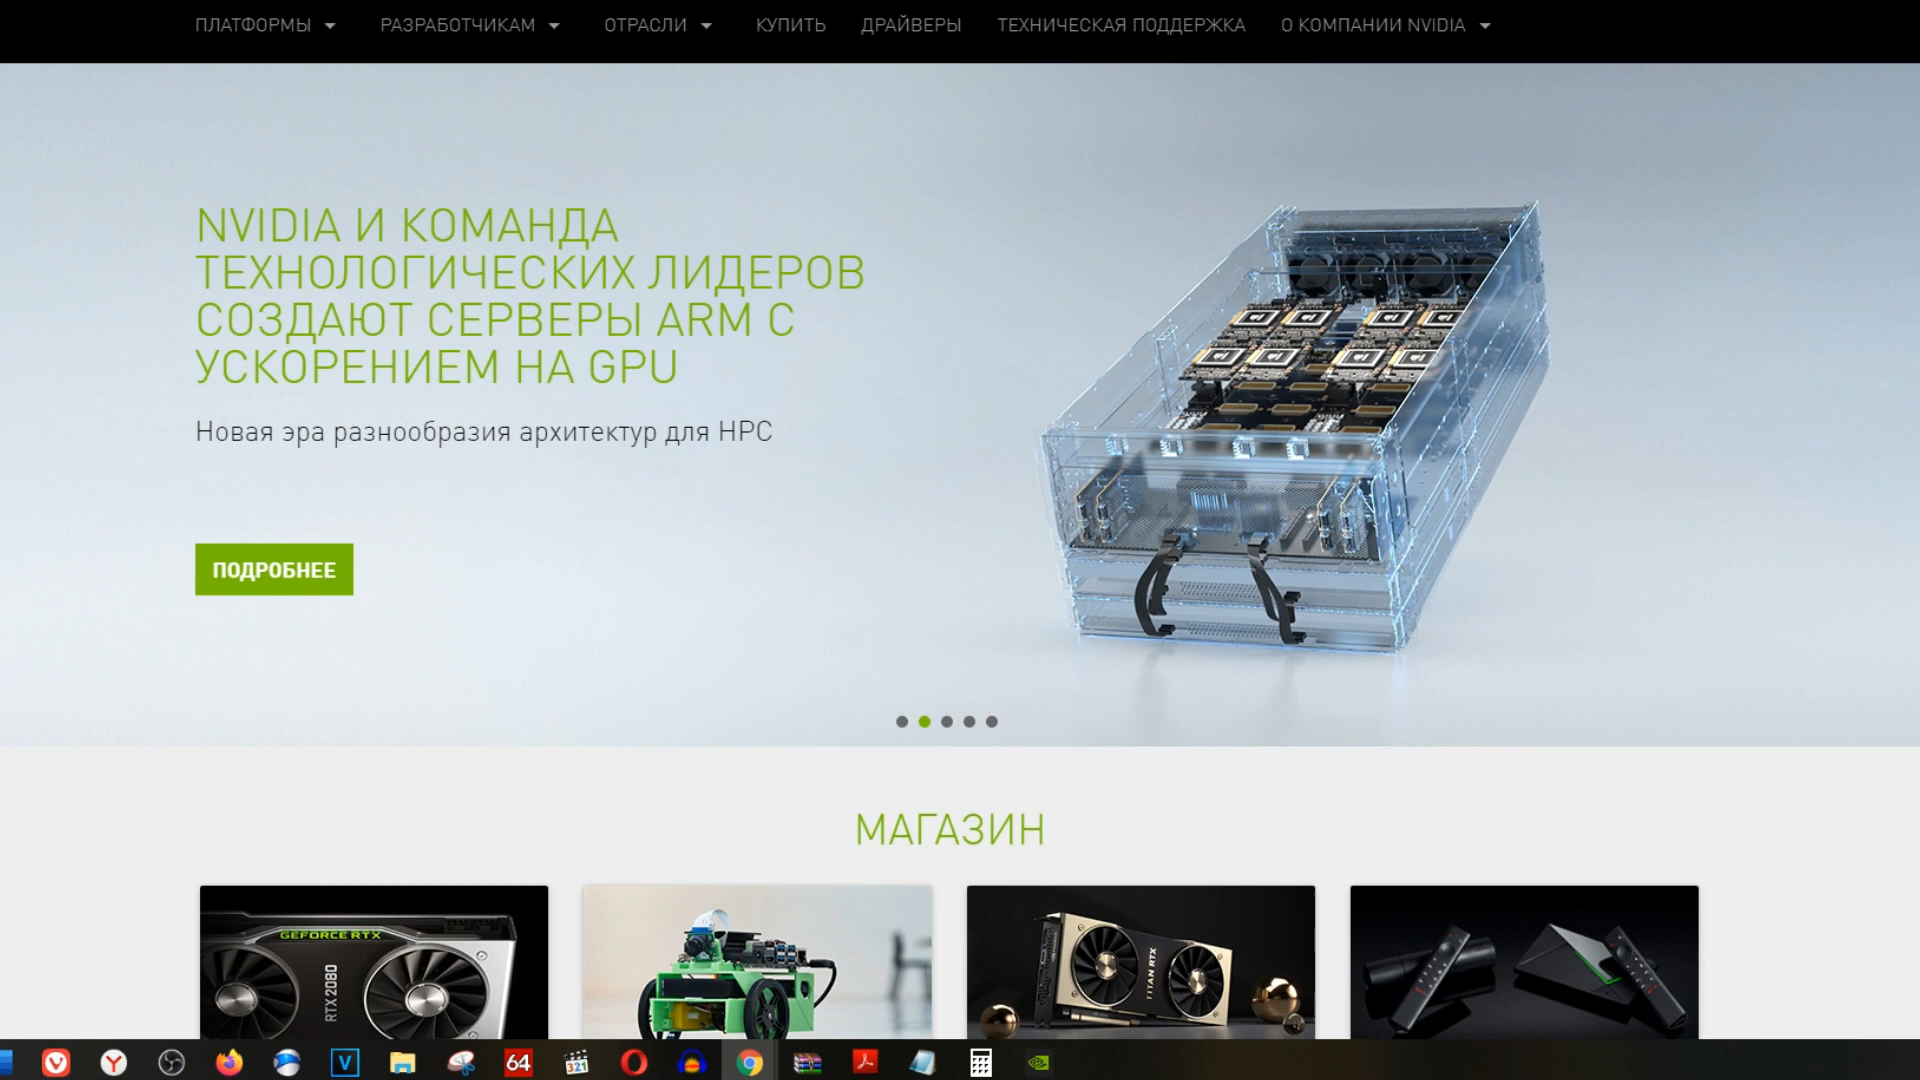 ПЛАТФОРМЫ РАЗРАБОТЧИКАМ ОТРАСЛИ КУПИТЬ ДРАЙВЕРЫ ТЕХНИЧЕСКАЯ ПОДДЕРЖКА О КОМПАНИИ NVIDIA
NVIDIA И КОМАНДА
ТЕХНОЛОГИЧЕСКИХ ЛИДЕРОВ
СОЗДАЮТ СЕРВЕРЫ ARM С
УСКОРЕНИЕМ НА GPU
Новая эра разнообразия архитектур для HPC
ПОДРОБНЕЕ
МАГАЗИН
GEFORCE RTX
RTX 2080
TITAN RTX
64
321